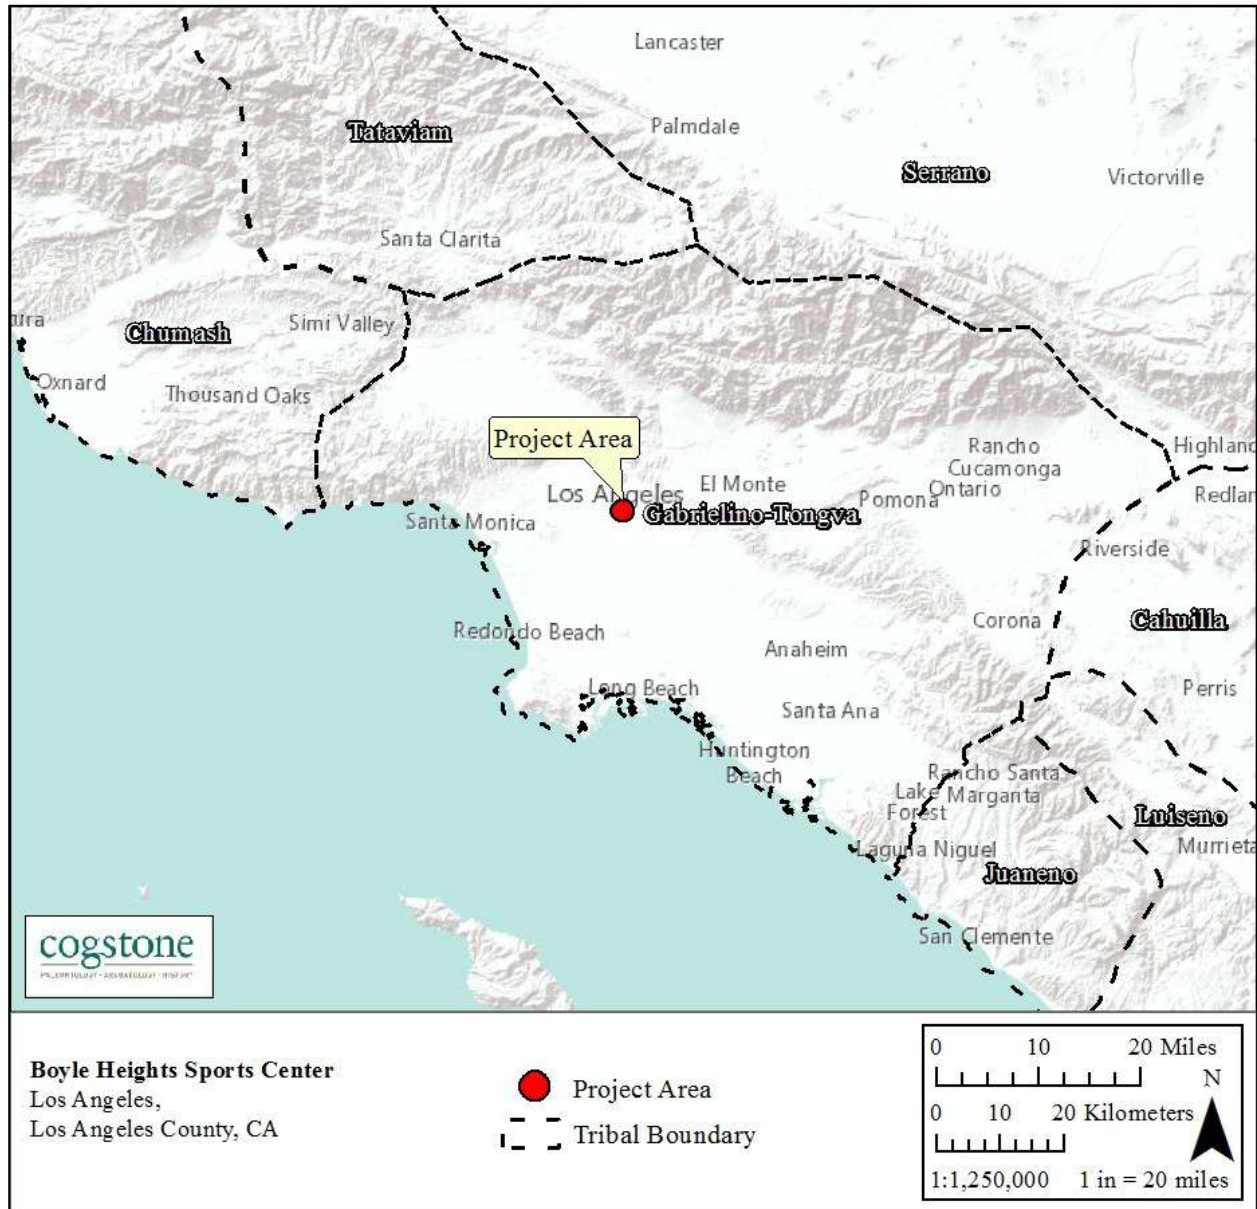 Lancaster
Tataviam
Palmdale
Serrano
Victorville
Santa Clarita
ura
Chumash
Simi Valley
Oxnard
Thousand Oaks
Project Area
Rancho
Cucamonga
Highland
Los Angeles
El Monte
Pomona
Ontario
Redlan
Santa Monica
Gabrielino-Tongva
Riverside
Redondo Beach
Corona
Cahuilla
Anaheim
Long Beach
Perris
Santa Ana
Huntington
Beach
Rancho Santa
Margarita
Lake
Forest
Luiseno
Laguna Niguel
Murrieta
Juaneno
San Clemente
cogstone
PALEONTOLOGY • ARCHAEOLOGY • HISTORY
Boyle Heights Sports Center
Los Angeles,
Los Angeles County, CA
Project Area
Tribal Boundary
0 10 20 Miles
N
0 10 20 Kilometers
1:1,250,000 1 in = 20 miles